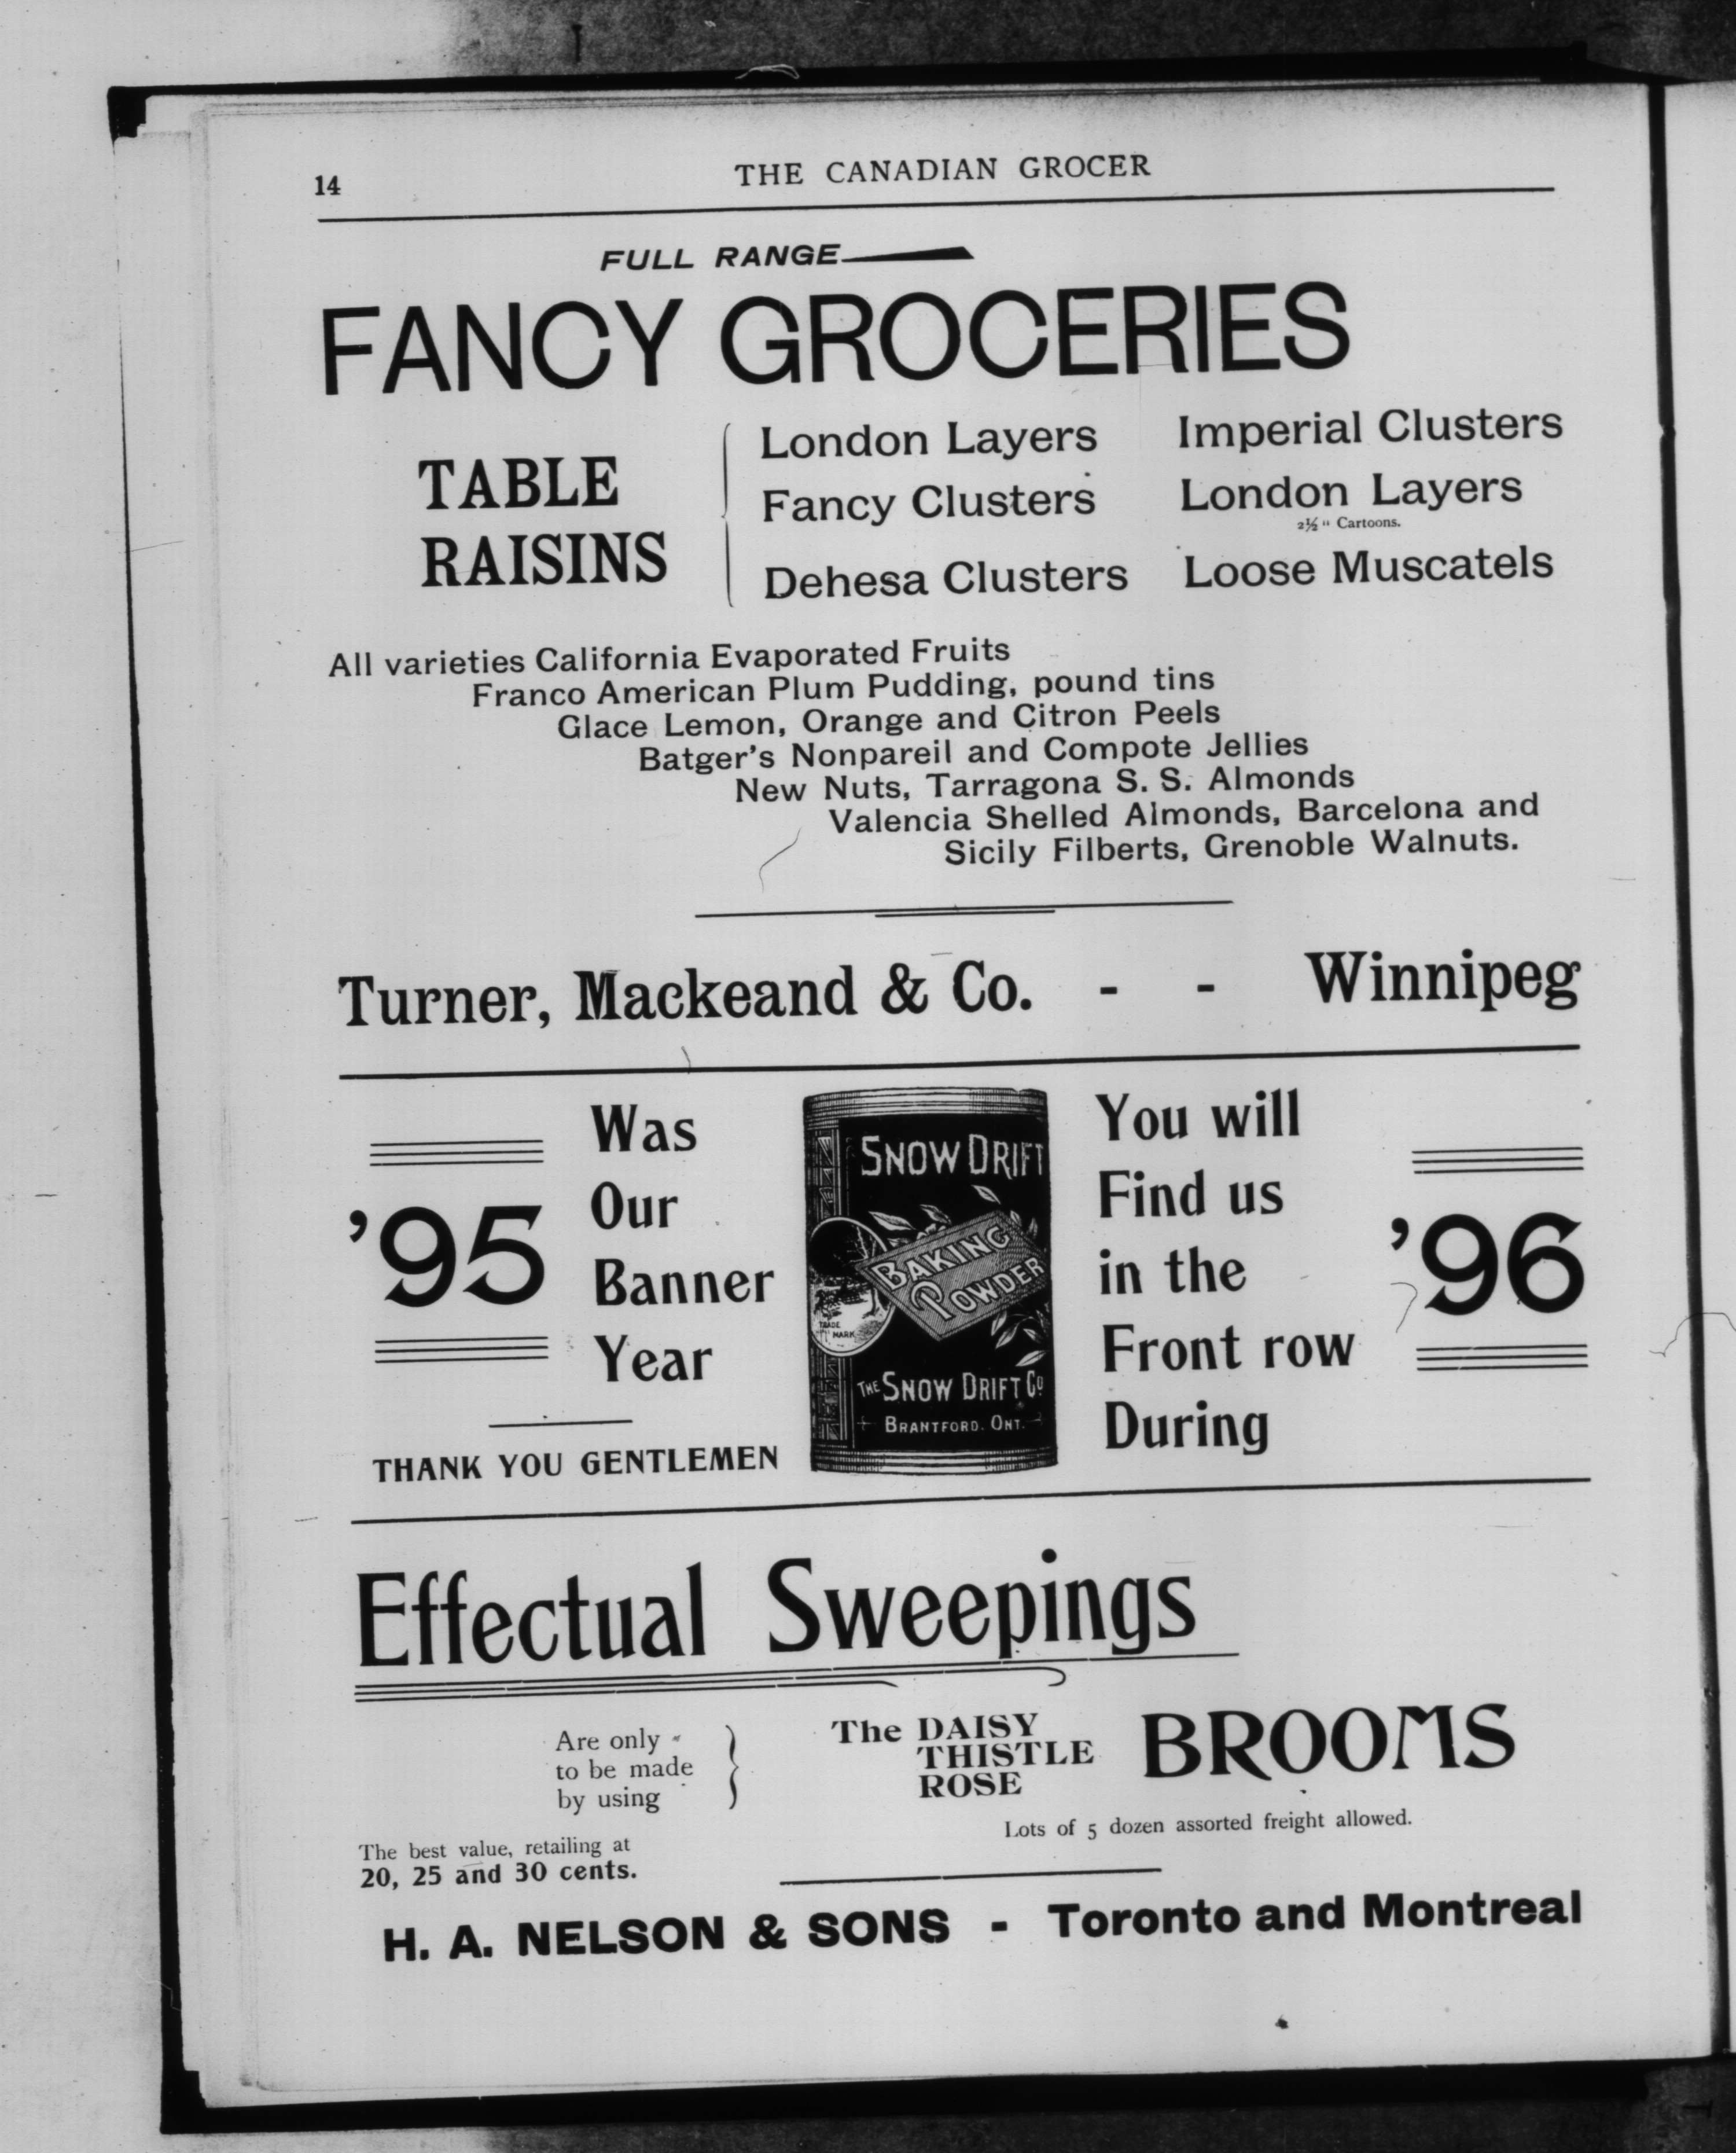 14
THE CANADIAN GROCER
FULL RANGE
FANCY GROCERIES
TABLE
RAISINS
London Layers
Fancy Clusters
Dehesa Clusters
Imperial Clusters
London Layers
2½ " Cartoons.
Loose Muscatels
All varieties California Evaporated Fruits
Franco American Plum Pudding, pound tins
Glace Lemon, Orange and Citron Peels
Batger's Nonpareil and Compote Jellies
New Nuts, Tarragona S. S. Almonds
Valencia Shelled Almonds, Barcelona and
Sicily Filberts, Grenoble Walnuts.
Turner, Mackeand & Co. - - Winnipeg
'95
Was
Our
Banner
Year
THANK YOU GENTLEMEN
SNOW DRIFT
BAKING
POWDER
TRADE
MARK
THE SNOW DRIFT Co
BRANTFORD. ONT.
You will
Find us
in the
Front row
During
'96
Effectual Sweepings
Are only
to be made
by using
The DAISY
THISTLE
ROSE
BROOMS
Lots of 5 dozen assorted freight allowed.
The best value, retailing at
20, 25 and 30 cents.
H. A. NELSON & SONS - Toronto and Montreal